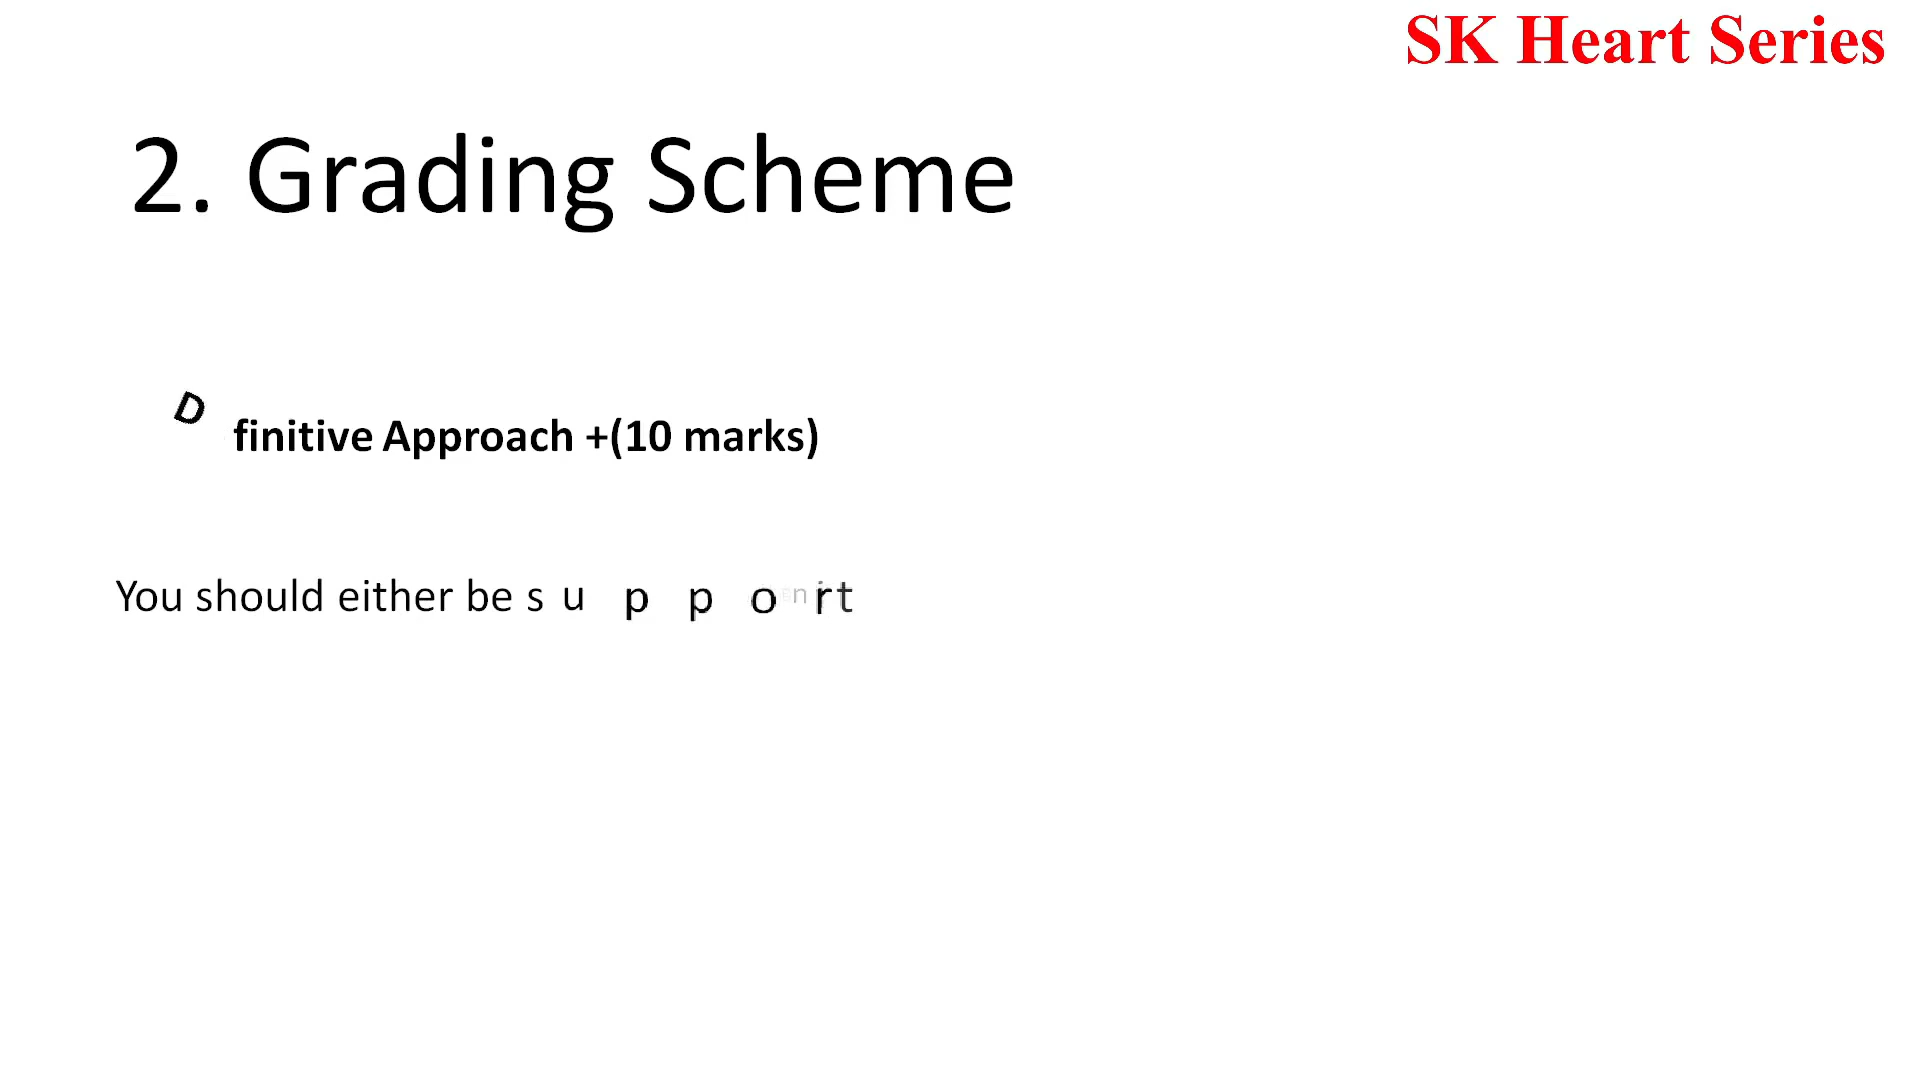 SK Heart Series
2. Grading Scheme
D finitive Approach +(10 marks)
You should either be support